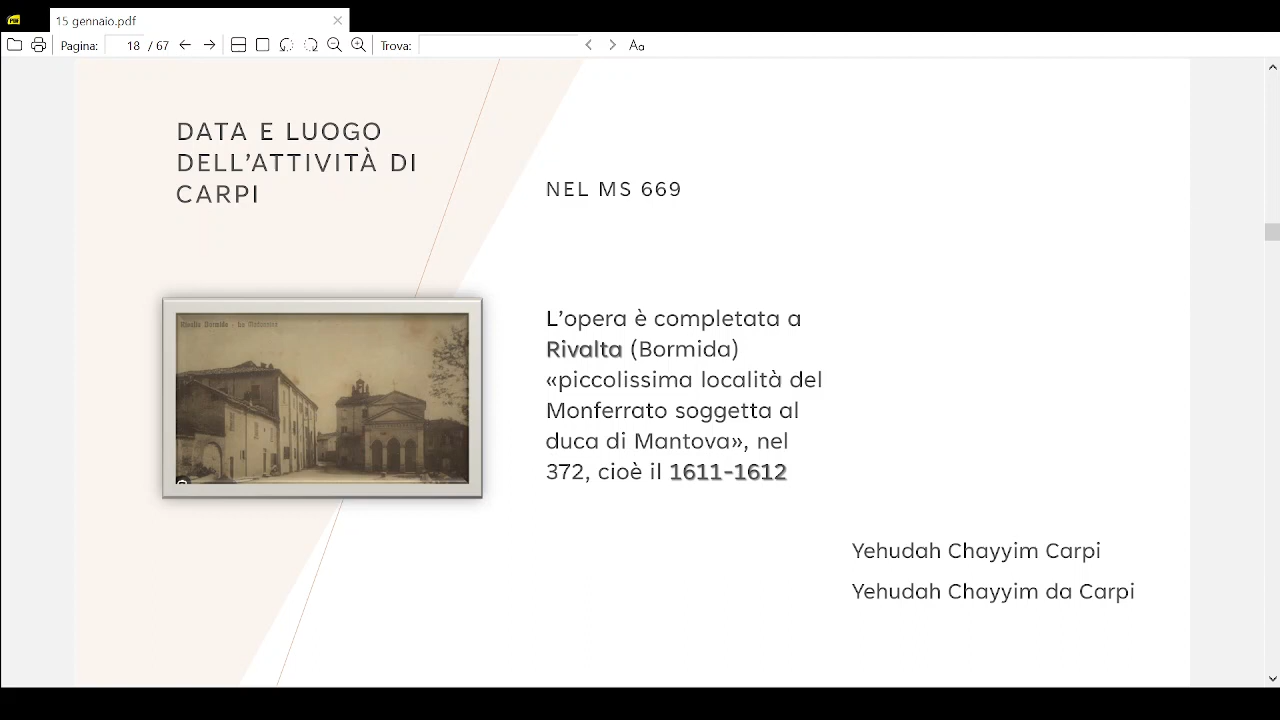 15 gennaio.pdf
Pagina: 18 / 67 Trova: Aa
DATA E LUOGO
DELL'ATTIVITÀ DI
CARPI
NEL MS 669
L'opera è completata a
Rivalta (Bormida)
«piccolissima località del
Monferrato soggetta al
duca di Mantova», nel
372, cioè il 1611-1612
Yehudah Chayyim Carpi
Yehudah Chayyim da Carpi